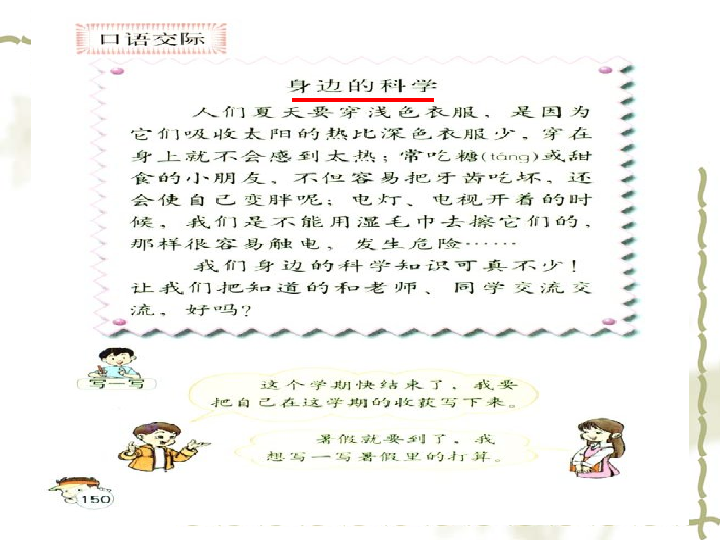 口语交际
身边的科学
人们夏天要穿浅色衣服，是因为
它们吸收太阳的热比深色衣服少，穿在
身上就不会感到太热；常吃糖(táng)或甜
食的小朋友，不但容易把牙齿吃坏，还
会使自己变胖呢；电灯、电视开着的时
候，我们是不能用湿毛巾去擦它们的，
那样很容易触电，发生危险……
我们身边的科学知识可真不少！
让我们把知道的和老师、同学交流交
流，好吗？
写一写
这个学期快结束了，我要
把自己在这学期的收获写下来。
暑假就要到了，我
想写一写暑假里的打算。
150